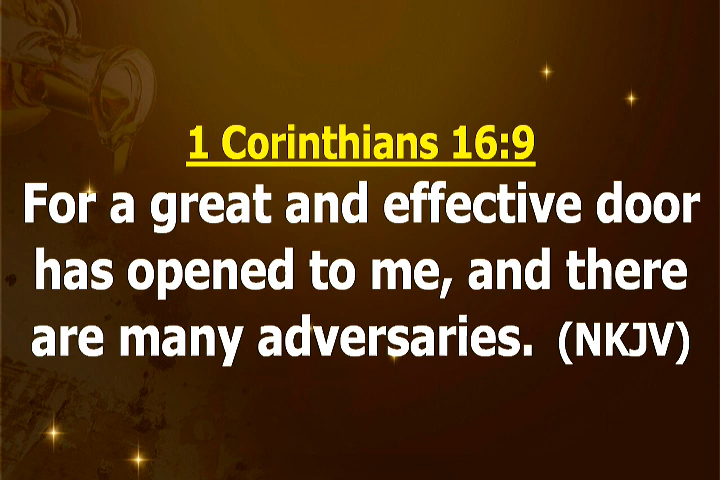 1 Corinthians 16:9
For a great and effective door
has opened to me, and there
are many adversaries. (NKJV)